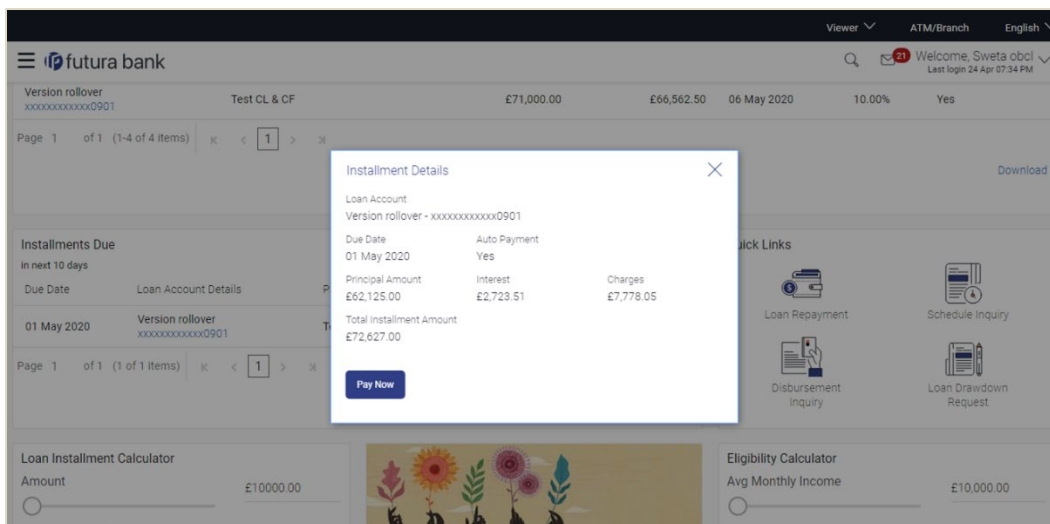 Viewer ATM/Branch English
futura bank
21
Welcome, Sweta obcl
Last login 24 Apr 07:34 PM
Version rollover
xxxxxxxxxxxx0901
Test CL & CF £71,000.00 £66,562.50 06 May 2020 10.00% Yes
Page 1 of 1 (1-4 of 4 items) 1
Download
Installment Details
Loan Account
Version rollover - xxxxxxxxxxxx0901
Due Date Auto Payment
01 May 2020 Yes
Principal Amount Interest Charges
£62,125.00 £2,723.51 £7,778.05
Total Installment Amount
£72,627.00
Pay Now
Installments Due
in next 10 days
Due Date Loan Account Details
01 May 2020
Version rollover
xxxxxxxxxxxx0901
Page 1 of 1 (1 of 1 items) 1
Links
Loan Repayment
Schedule Inquiry
Disbursement
Inquiry
Loan Drawdown
Request
Loan Installment Calculator
Amount £10000.00
Eligibility Calculator
Avg Monthly Income £10,000.00